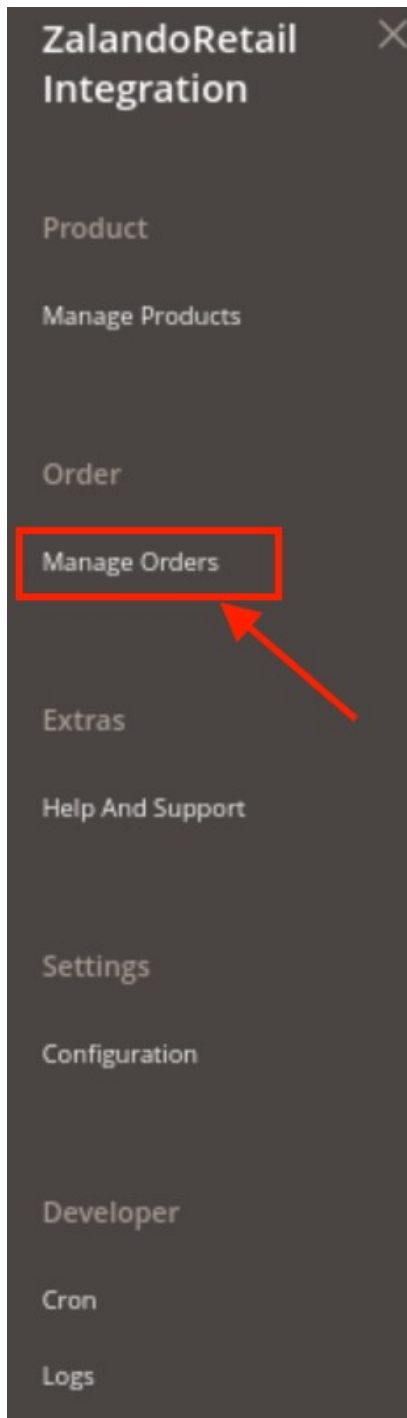 ZalandoRetail
Integration
Product
Manage Products
Order
Manage Orders
Extras
Help And Support
Settings
Configuration
Developer
Cron
Logs